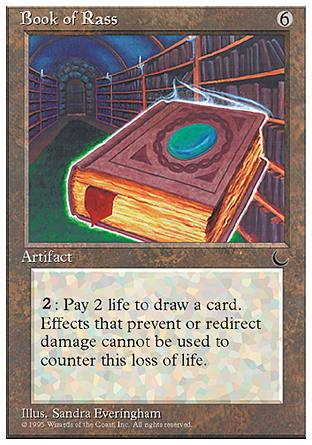 Book of Rass 6
Artifact
2: Pay 2 life to draw a card.
Effects that prevent or redirect
damage cannot be used to
counter this loss of life.
Illus. Sandra Everingham
© 1995 Wizards of the Coast, Inc. All rights reserved.